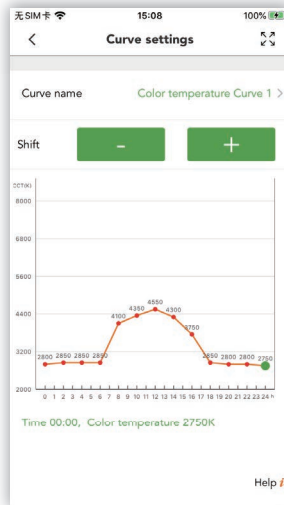 无SIM卡 15:08 100%
Curve settings
Curve name Color temperature Curve 1 >
Shift - +
CCT(K)
8000
6800
5600
4550
4350 4300
4400 4100
3750
3200 2800 2850 2850 2850 2850 2800 2800 2750
2000
0 1 2 3 4 5 6 7 8 9 10 11 12 13 14 15 16 17 18 19 20 21 22 23 24 h
Time 00:00, Color temperature 2750K
Help i